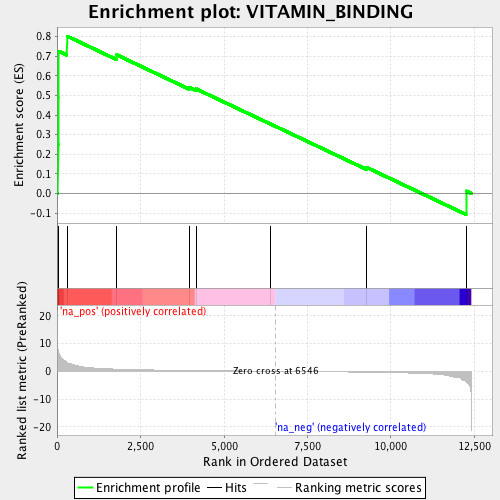 Enrichment plot: VITAMIN_BINDING
Enrichment score (ES)
0.8
0.7
0.6
0.5
0.4
0.3
0.2
0.1
0.0
-0.1
'na_pos' (positively correlated)
Ranked list metric (PreRanked)
20
10
0
-10
-20
Zero cross at 6546
'na_neg' (negatively correlated)
0
2,500
5,000
7,500
10,000
12,500
Rank in Ordered Dataset
Enrichment profile
Hits
Ranking metric scores